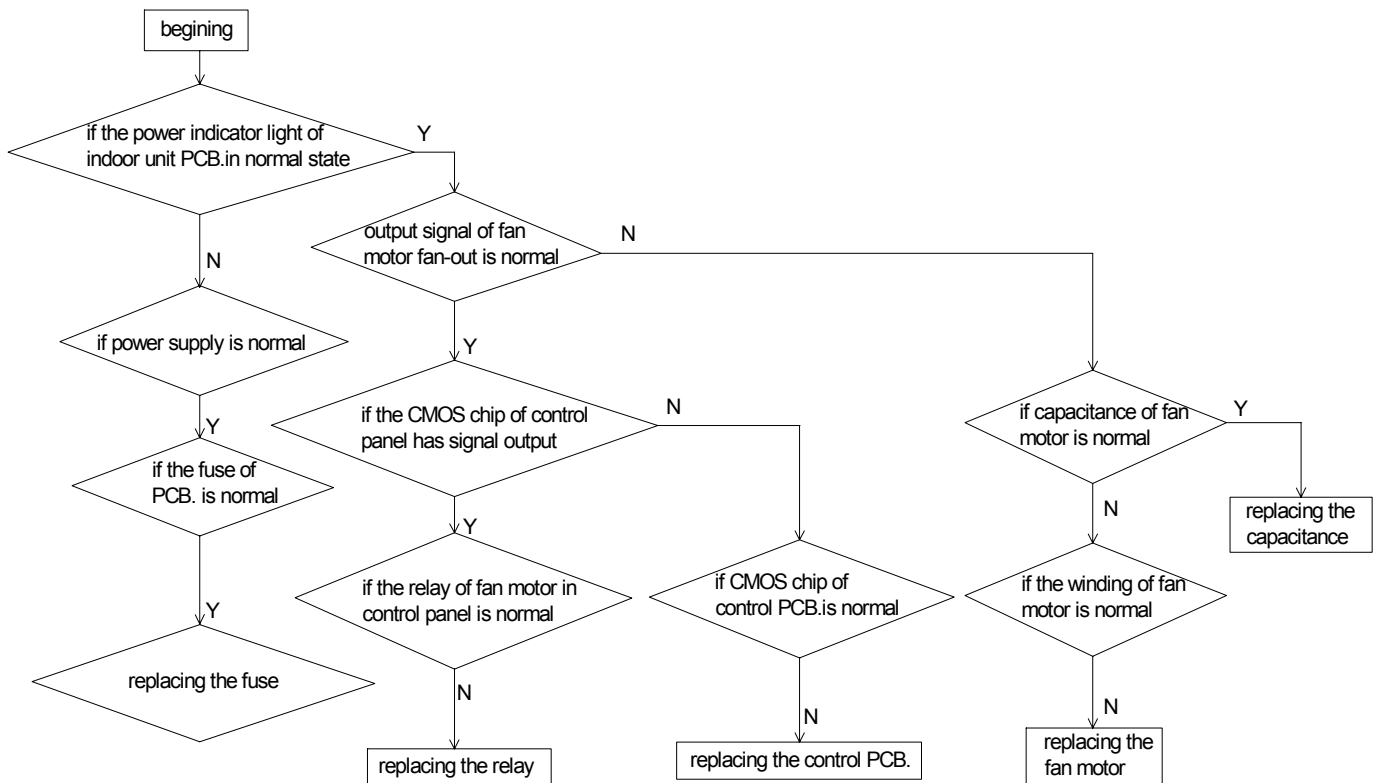 begining
if the power indicator light of
indoor unit PCB.in normal state
Y
output signal of fan
motor fan-out is normal
N
N
if power supply is normal
Y
Y
if the CMOS chip of control
panel has signal output
N
if capacitance of fan
motor is normal
Y
if the fuse of
PCB. is normal
replacing the
capacitance
Y
N
if the relay of fan motor in
control panel is normal
if CMOS chip of
control PCB.is normal
if the winding of fan
motor is normal
Y
replacing the fuse
N
N
N
replacing the relay
replacing the control PCB.
replacing the
fan motor